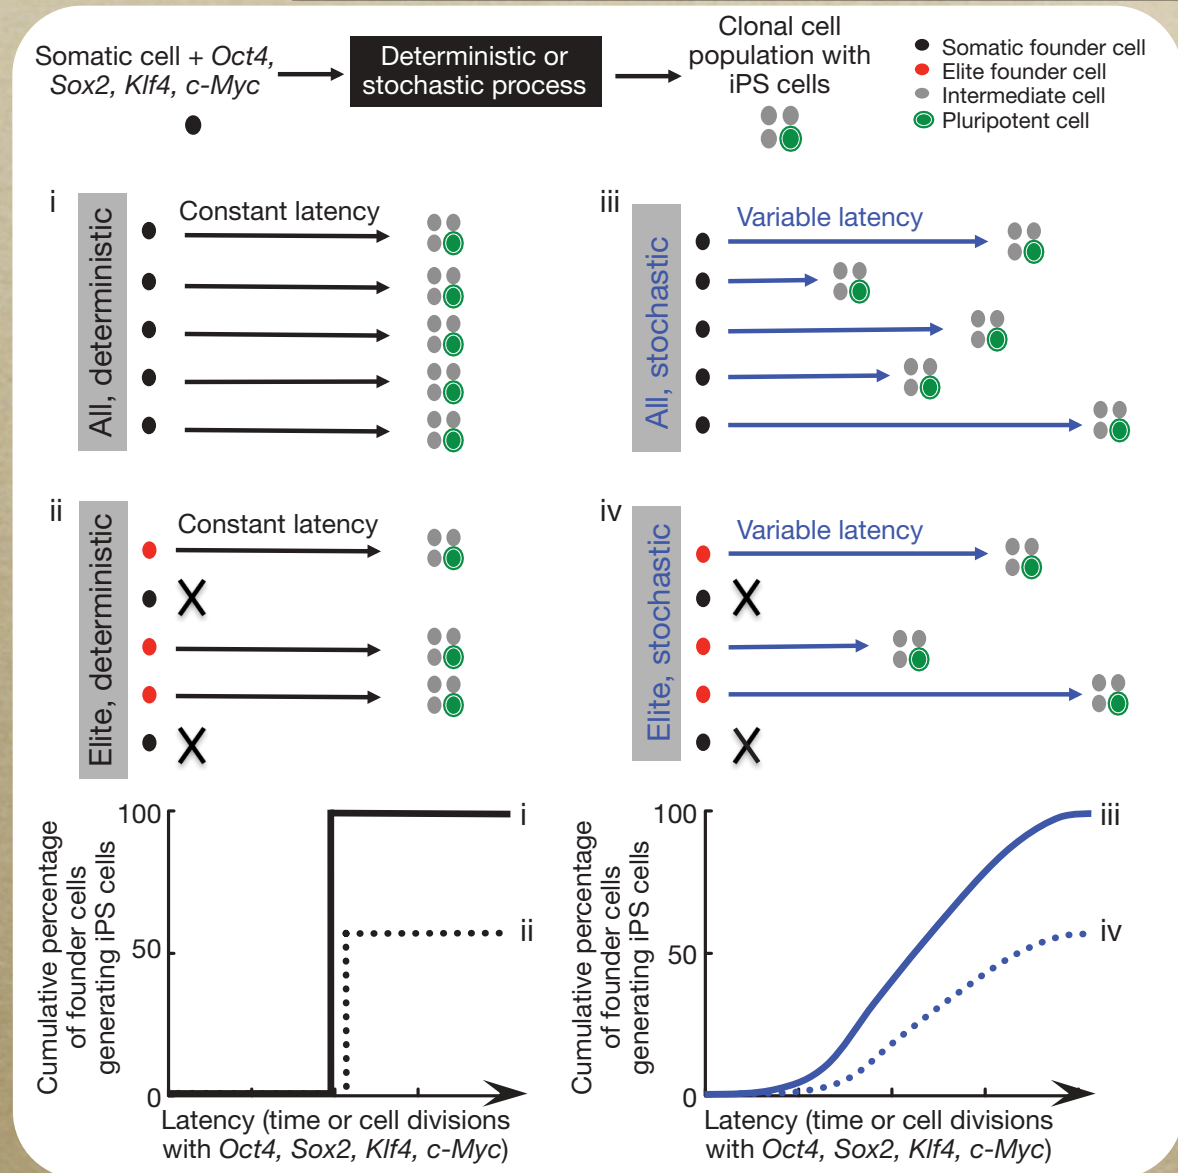 Somatic cell + Oct4,
Sox2, Klf4, c-Myc
Deterministic or
stochastic process
Clonal cell
population with
iPS cells
Somatic founder cell
Elite founder cell
Intermediate cell
Pluripotent cell
i
All, deterministic
Constant latency
iii
All, stochastic
Variable latency
ii
Elite, deterministic
Constant latency
iv
Elite, stochastic
Variable latency
Cumulative percentage
of founder cells
generating iPS cells
100
50
0
i
ii
Latency (time or cell divisions
with Oct4, Sox2, Klf4, c-Myc)
Cumulative percentage
of founder cells
generating iPS cells
100
50
0
iii
iv
Latency (time or cell divisions
with Oct4, Sox2, Klf4, c-Myc)